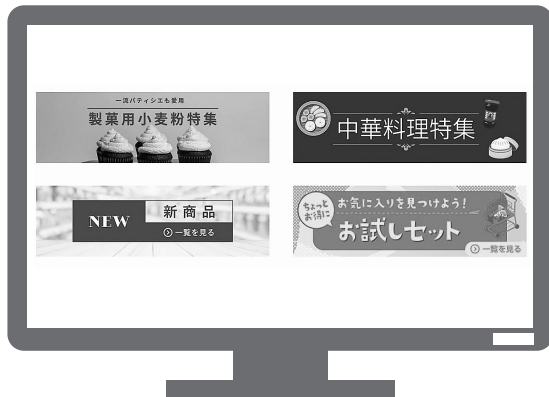 一流パティシエも愛用
製菓用小麦粉特集
中華料理特集
NEW
新商品
一覧を見る
ちょっと
お得に
お気に入りを見つけよう!
お試しセット
一覧を見る